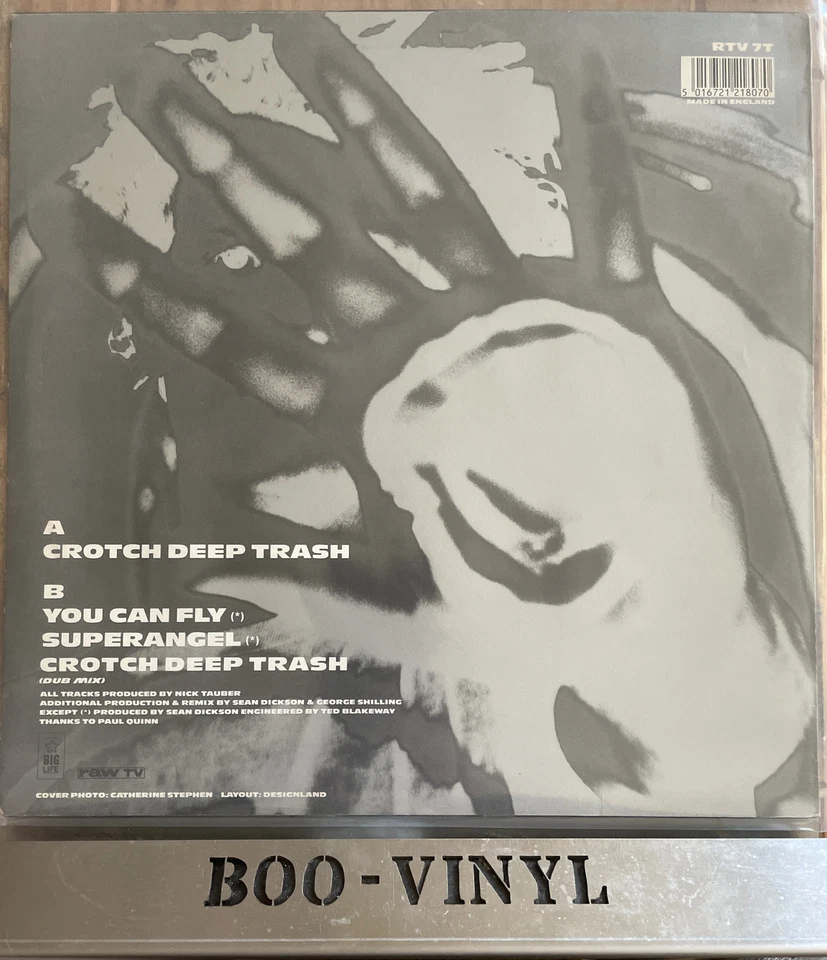 RTV 7T
5 016721 218070
MADE IN ENGLAND
A
CROTCH DEEP TRASH
B
YOU CAN FLY (*)
SUPERANGEL (*)
CROTCH DEEP TRASH
(DUB MIX)
ALL TRACKS PRODUCED BY NICK TAUBER
ADDITIONAL PRODUCTION & REMIX BY SEAN DICKSON & GEORGE SHILLING
EXCEPT (*) PRODUCED BY SEAN DICKSON ENGINEERED BY TED BLAKEWAY
THANKS TO PAUL QUINN
BIG
LIFE
raw TV
COVER PHOTO: CATHERINE STEPHEN LAYOUT: DESIGNLAND
BOO-VINYL